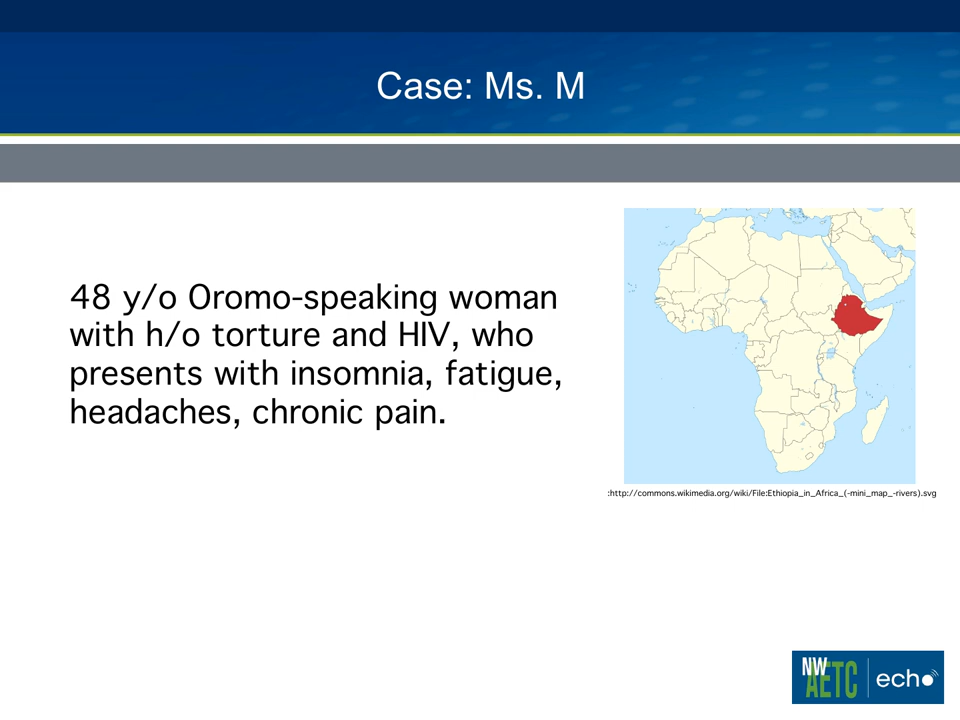 Case: Ms. M
48 y/o Oromo-speaking woman
with h/o torture and HIV, who
presents with insomnia, fatigue,
headaches, chronic pain.
:http://commons.wikimedia.org/wiki/File:Ethiopia_in_Africa_(-mini_map_-rivers).svg
NW
AETC echo